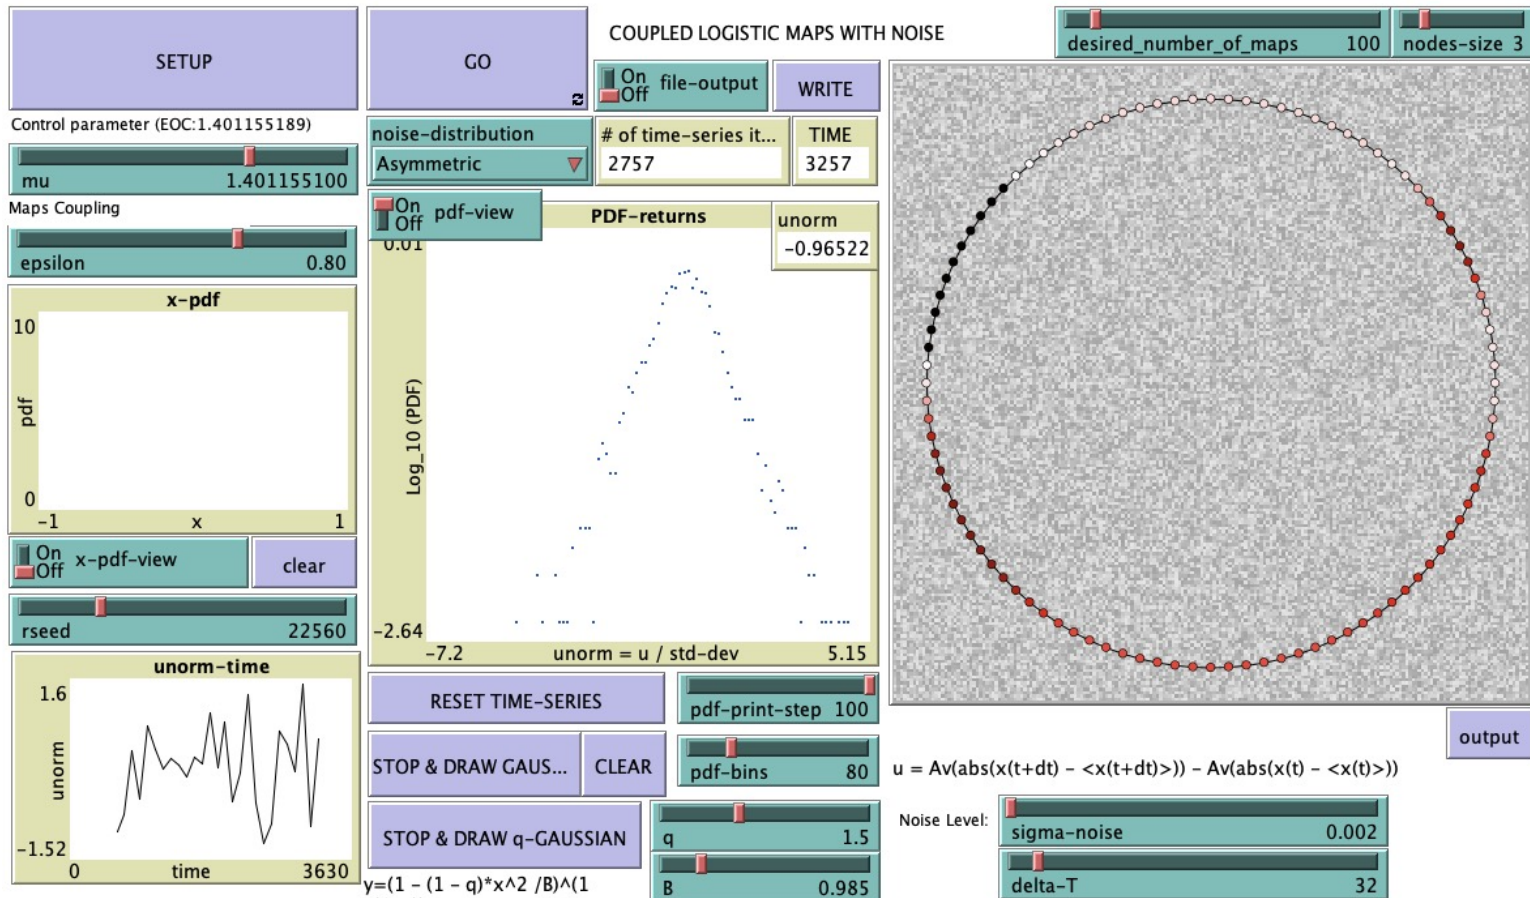 SETUP
GO
COUPLED LOGISTIC MAPS WITH NOISE
desired_number_of_maps 100
nodes-size 3
On
Off
file-output
WRITE
Control parameter (EOC:1.401155189)
mu 1.401155100
noise-distribution
Asymmetric
# of time-series it...
2757
TIME
3257
Maps Coupling
epsilon 0.80
On
Off
pdf-view
PDF-returns
unorm
-0.96522
0.01
Log_10 (PDF)
-2.64
-7.2
unorm = u / std-dev
5.15
x-pdf
10
pdf
0
-1
x
1
On
Off
x-pdf-view
clear
rseed 22560
unorm-time
1.6
unorm
-1.52
0
time
3630
RESET TIME-SERIES
pdf-print-step 100
STOP & DRAW GAUS...
CLEAR
pdf-bins 80
STOP & DRAW q-GAUSSIAN
q 1.5
B 0.985
y=(1 - (1 - q)*x^2 /B)^(1
output
u = Av(abs(x(t+dt) - <x(t+dt)>)) - Av(abs(x(t) - <x(t)>))
Noise Level:
sigma-noise 0.002
delta-T 32